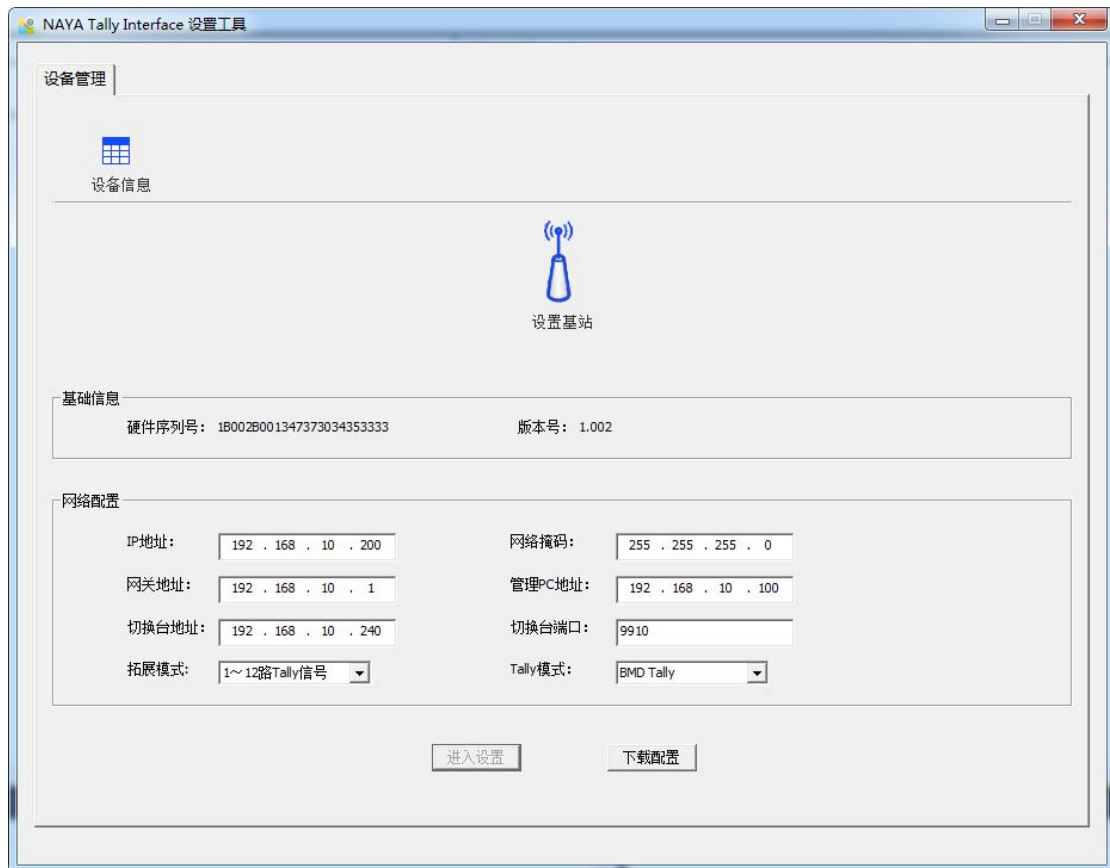 NAYA Tally Interface 设置工具
设备管理
设备信息
设置基站
基础信息
硬件序列号: 1B002B001347373034353333 版本号: 1.002
网络配置
IP地址: 192 . 168 . 10 . 200 网络掩码: 255 . 255 . 255 . 0
网关地址: 192 . 168 . 10 . 1 管理PC地址: 192 . 168 . 10 . 100
切换台地址: 192 . 168 . 10 . 240 切换台端口: 9910
拓展模式: 1～12路Tally信号 Tally模式: BMD Tally
进入设置 下载配置